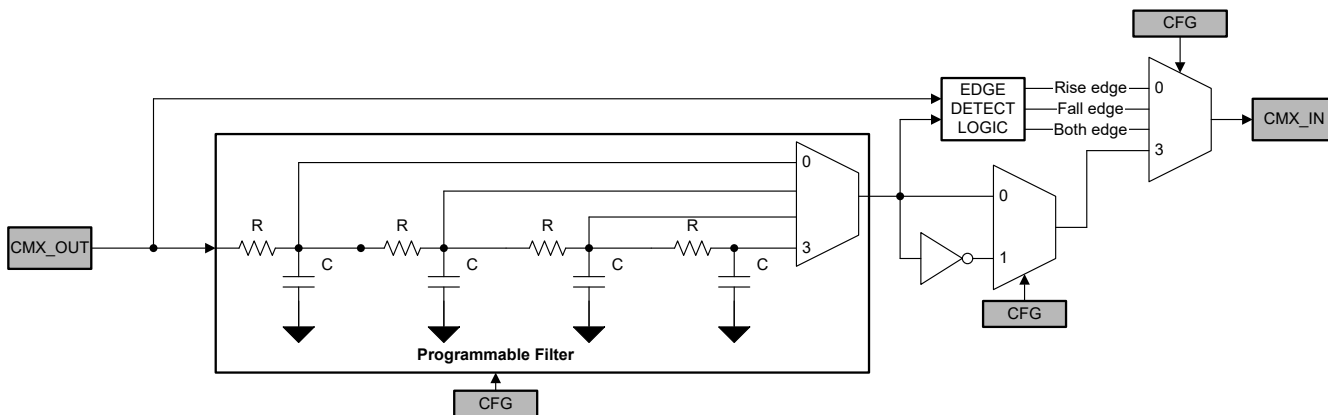 CFG
EDGE
DETECT
LOGIC
Rise edge
Fall edge
Both edge
0
3
CMX_IN
0
3
R
R
R
R
C
C
C
C
CMX_OUT
0
1
CFG
Programmable Filter
CFG